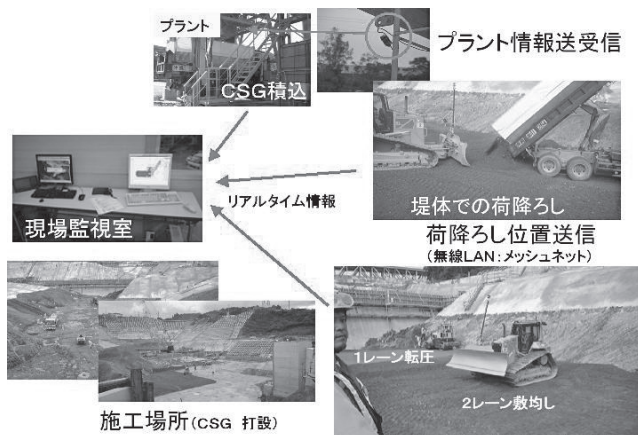 プラント
プラント情報送受信
CSG積込
堤体での荷降ろし
リアルタイム情報
現場監視室
荷降ろし位置送信
(無線LAN:メッシュネット)
1レーン転圧
2レーン敷均し
施工場所(CSG 打設)